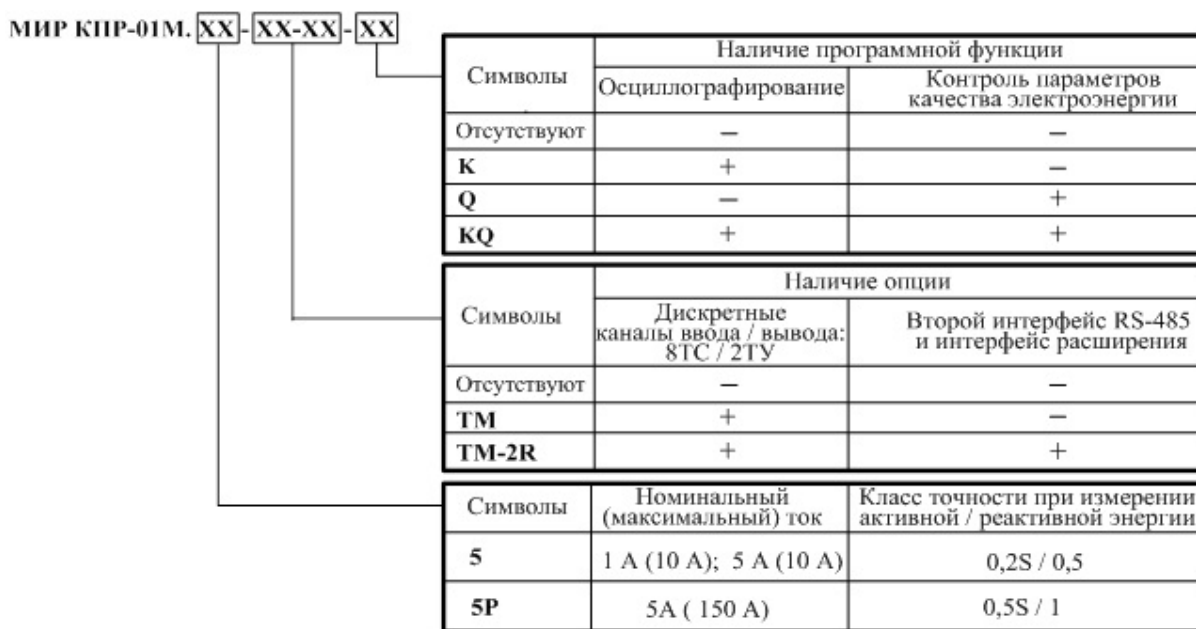 МИР КПР-01М. XX - XX-XX - XX
Символы
Наличие программной функции
Осциллографирование
Контроль параметров
качества электроэнергии
Отсутствуют – –
K + –
Q – +
KQ + +
Символы
Наличие опции
Дискретные
каналы ввода / вывода:
8ТС / 2ТУ
Второй интерфейс RS-485
и интерфейс расширения
Отсутствуют – –
TM + –
TM-2R + +
Символы
Номинальный
(максимальный) ток
Класс точности при измерении
активной / реактивной энергии
5 1 А (10 А); 5 А (10 А) 0,2S / 0,5
5P 5А ( 150 А) 0,5S / 1